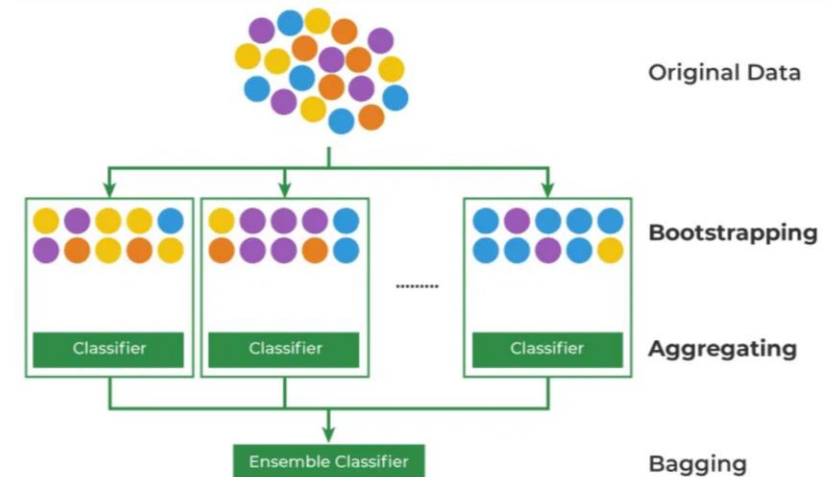 Original Data
Bootstrapping
.........
Classifier
Classifier
Classifier
Aggregating
Ensemble Classifier
Bagging